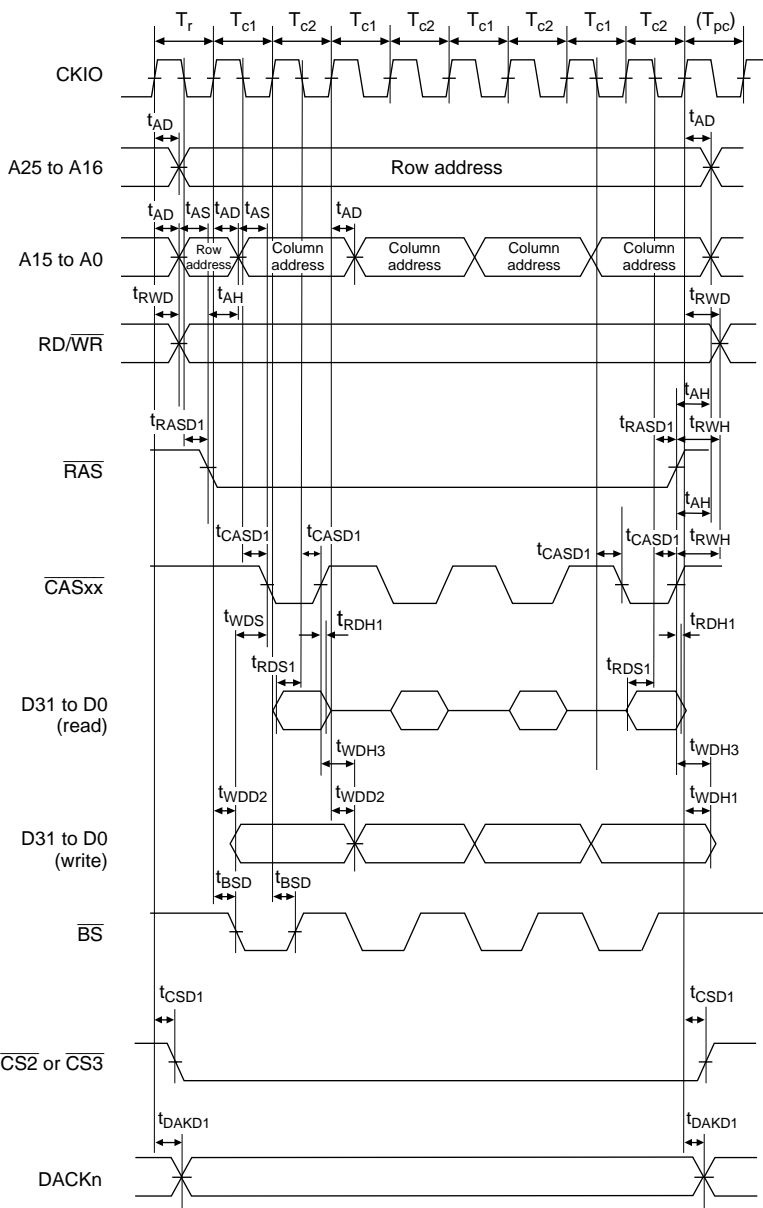 Tr Tc1 Tc2 Tc1 Tc2 Tc1 Tc2 Tc1 Tc2 (Tpc)
CKIO
tAD tAD
A25 to A16 Row address
tAD tAS tAD tAS tAD
A15 to A0 Row address Column address Column address Column address Column address
tRWD tAH tRWD
RD/WR
tAH
tRASD1 tRASD1 tRWH
RAS
tAH
tCASD1 tCASD1 tCASD1 tCASD1 tRWH
CASxx
tWDS tRDH1 tRDH1
tRDS1 tRDS1
D31 to D0
(read)
tWDH3 tWDH3
tWDD2 tWDD2 tWDH1
D31 to D0
(write)
tBSD tBSD
BS
tCSD1 tCSD1
CS2 or CS3
tDAKD1 tDAKD1
DACKn